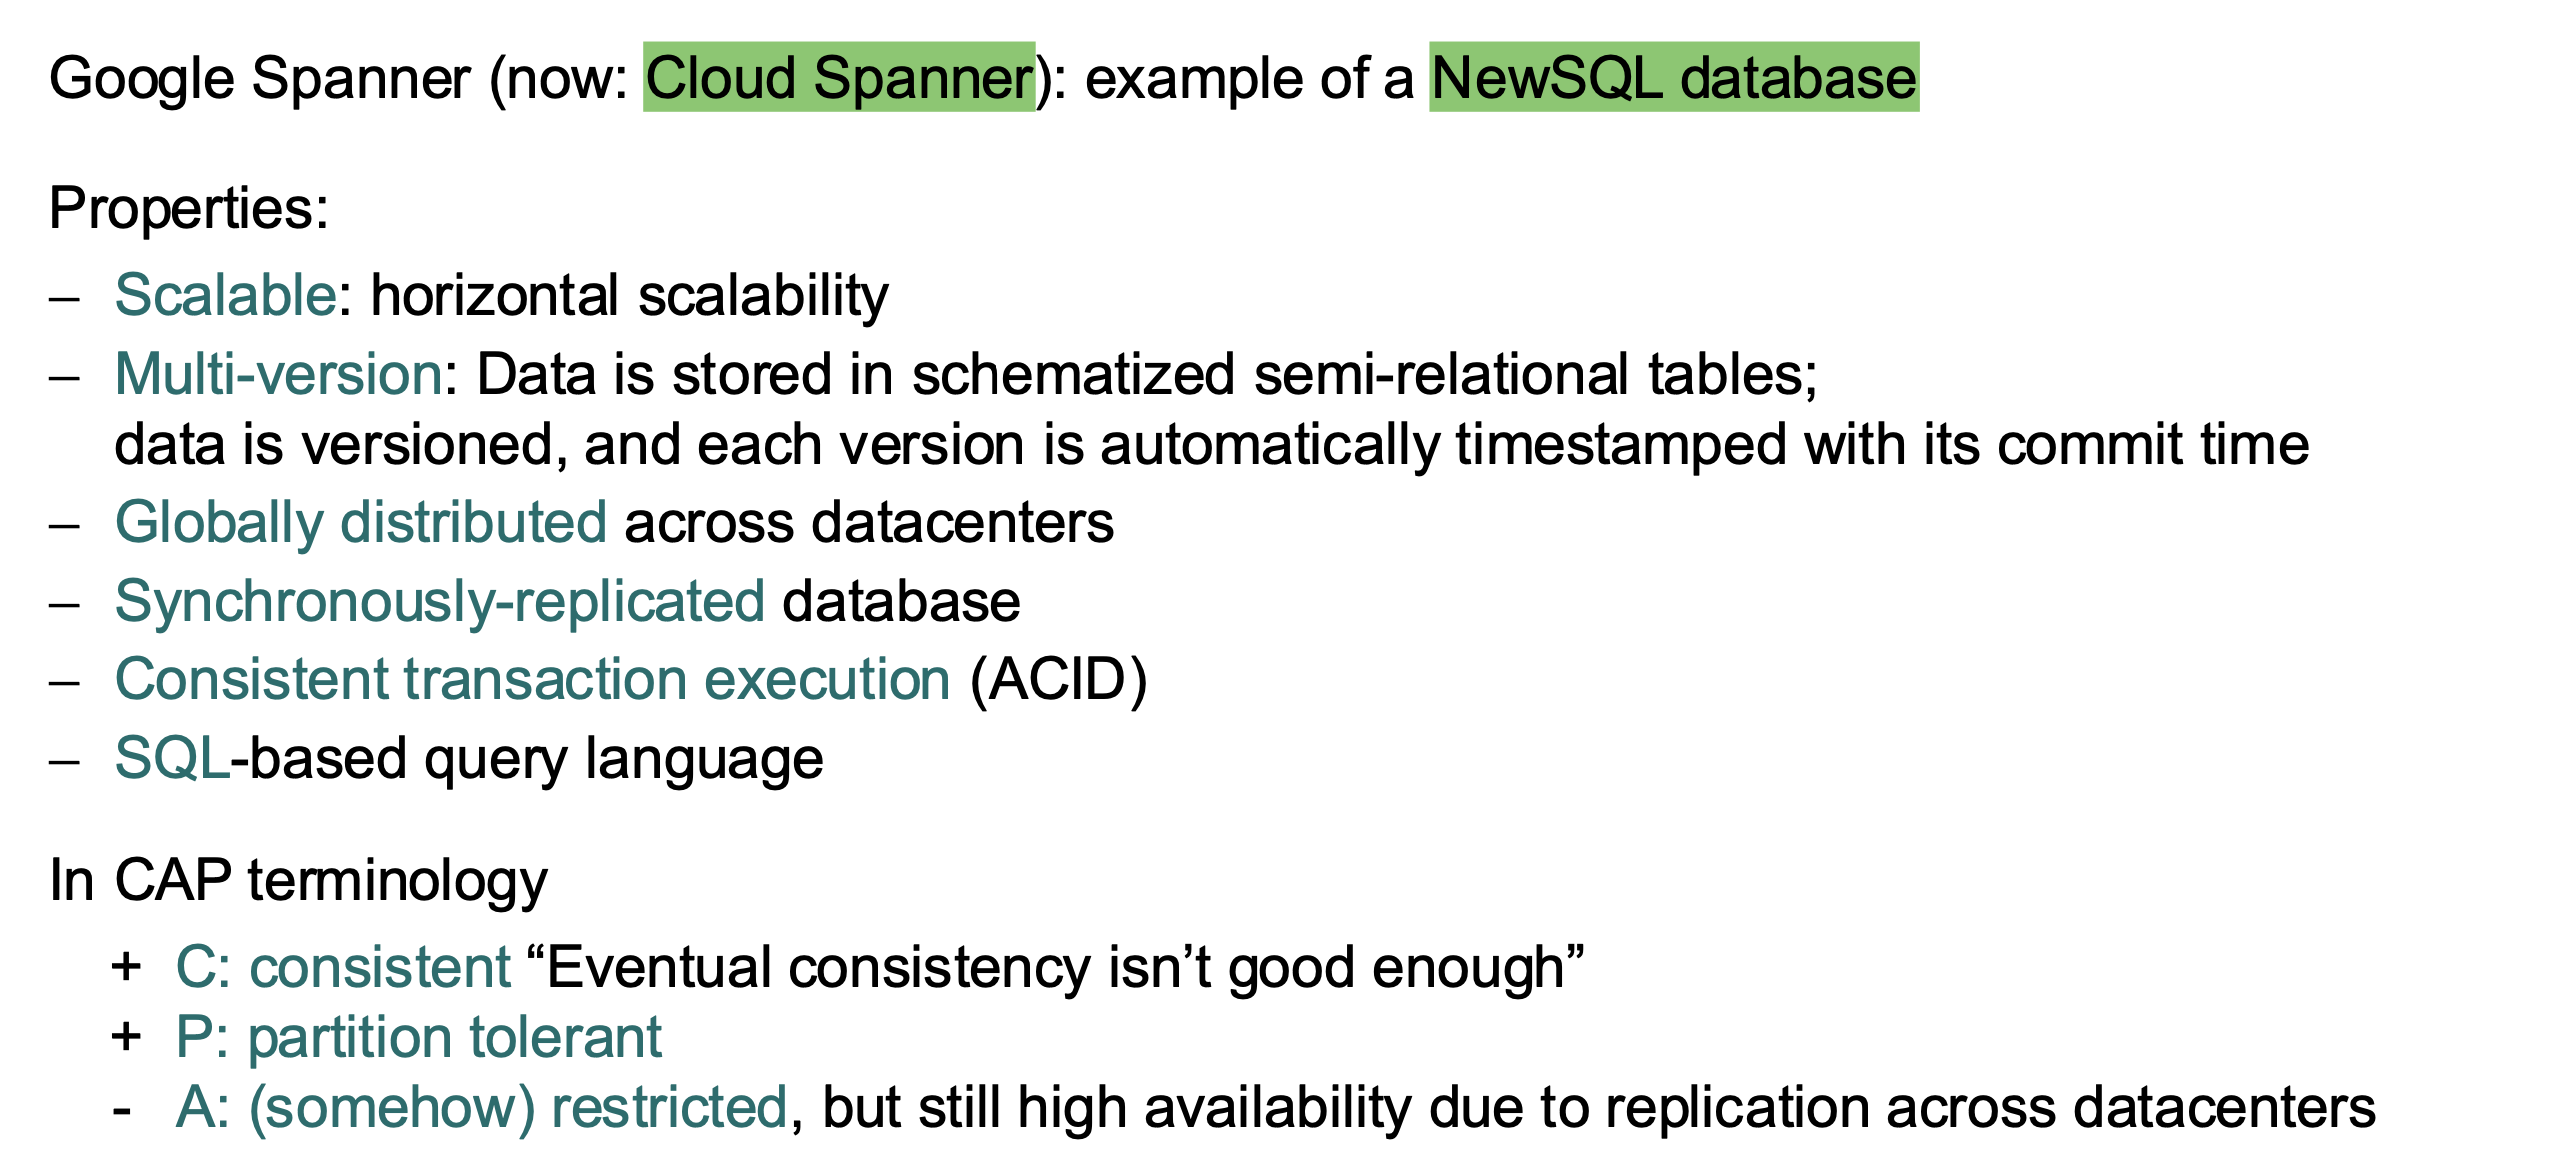 Google Spanner (now: Cloud Spanner): example of a NewSQL database
Properties:
– Scalable: horizontal scalability
– Multi-version: Data is stored in schematized semi-relational tables;
data is versioned, and each version is automatically timestamped with its commit time
– Globally distributed across datacenters
– Synchronously-replicated database
– Consistent transaction execution (ACID)
– SQL-based query language
In CAP terminology
+ C: consistent “Eventual consistency isn’t good enough”
+ P: partition tolerant
- A: (somehow) restricted, but still high availability due to replication across datacenters